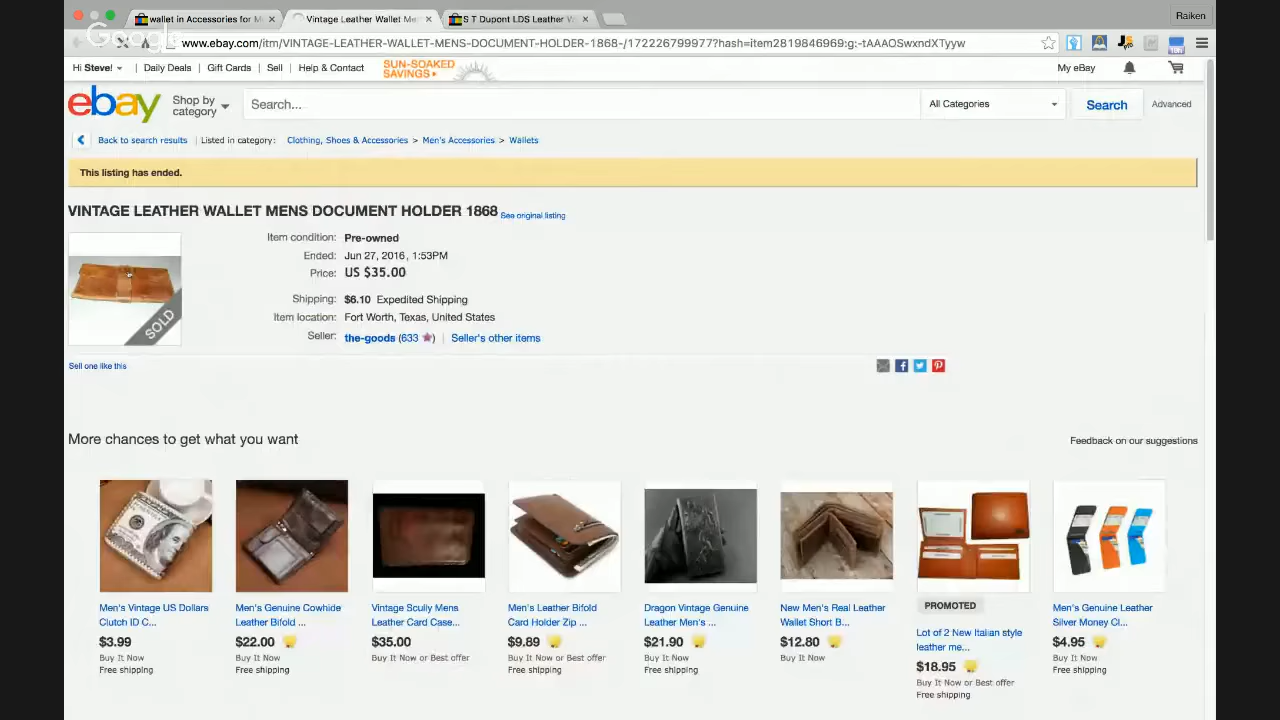 wallet in Accessories for M
Vintage Leather Wallet Me
S T Dupont LDS Leather W
Raiken
Google
www.ebay.com/itm/VINTAGE-LEATHER-WALLET-MENS-DOCUMENT-HOLDER-1868-/172226799977?hash=item2819846969:g:-tAAAOSwxndXTyyw
Hi Steve!
Daily Deals
Gift Cards
Sell
Help & Contact
SUN-SOAKED
SAVINGS
My eBay
ebay
Shop by
category
Search...
All Categories
Search
Advanced
Back to search results
Listed in category:
Clothing, Shoes & Accessories > Men's Accessories > Wallets
This listing has ended.
VINTAGE LEATHER WALLET MENS DOCUMENT HOLDER 1868 See original listing
SOLD
Item condition: Pre-owned
Ended: Jun 27, 2016 , 1:53PM
Price: US $35.00
Shipping: $6.10 Expedited Shipping
Item location: Fort Worth, Texas, United States
Seller: the-goods (633) | Seller's other items
Sell one like this
More chances to get what you want
Feedback on our suggestions
Men's Vintage US Dollars
Clutch ID C...
$3.99
Buy It Now
Free shipping
Men's Genuine Cowhide
Leather Bifold ...
$22.00
Buy It Now
Free shipping
Vintage Scully Mens
Leather Card Case...
$35.00
Buy It Now or Best offer
Men's Leather Bifold
Card Holder Zip ...
$9.89
Buy It Now or Best offer
Free shipping
Dragon Vintage Genuine
Leather Men's ...
$21.90
Buy It Now
Free shipping
New Men's Real Leather
Wallet Short B...
$12.80
Buy It Now
PROMOTED
Lot of 2 New Italian style
leather me...
$18.95
Buy It Now or Best offer
Free shipping
Men's Genuine Leather
Silver Money Cl...
$4.95
Buy It Now
Free shipping